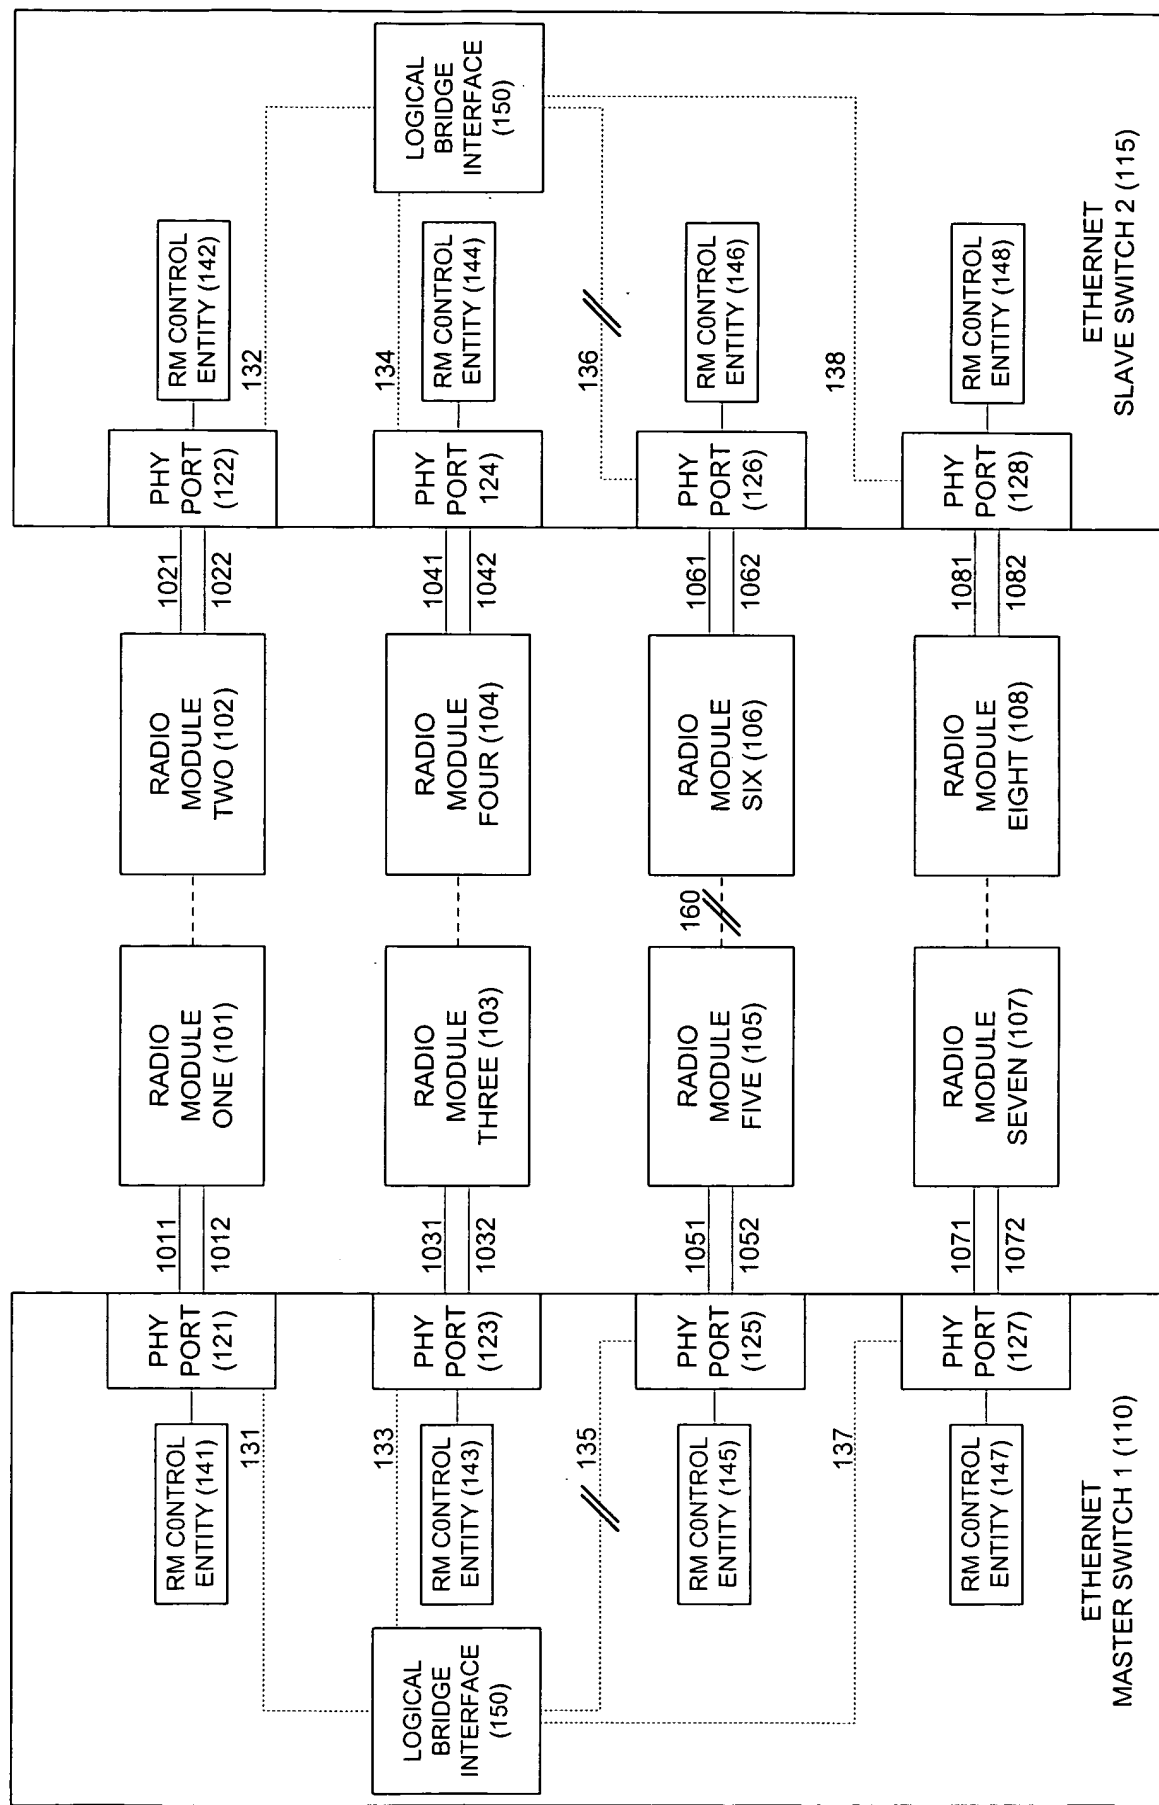 PHY
PORT
(121)
1011
1012
RADIO
MODULE
ONE (101)
RADIO
MODULE
TWO (102)
1021
1022
PHY
PORT
(122)
RM C0NTROL
ENTITY (141)
RM C0NTROL
ENTITY (142)
131
132
LOGICAL
BRIDGE
INTERFACE
(150)
133
PHY
PORT
(123)
RM C0NTROL
ENTITY (143)
1031
1032
RADIO
MODULE
THREE (103)
RADIO
MODULE
FOUR (104)
1041
1042
PHY
PORT
124)
134
RM C0NTROL
ENTITY (144)
LOGICAL
BRIDGE
INTERFACE
(150)
135
136
RM C0NTROL
ENTITY (145)
PHY
PORT
(125)
1051
1052
RADIO
MODULE
FIVE (105)
160
RADIO
MODULE
SIX (106)
1061
1062
PHY
PORT
(126)
RM C0NTROL
ENTITY (146)
137
138
RM C0NTROL
ENTITY (147)
PHY
PORT
(127)
1071
1072
RADIO
MODULE
SEVEN (107)
RADIO
MODULE
EIGHT (108)
1081
1082
PHY
PORT
(128)
RM C0NTROL
ENTITY (148)
ETHERNET
MASTER SWITCH 1 (110)
ETHERNET
SLAVE SWITCH 2 (115)